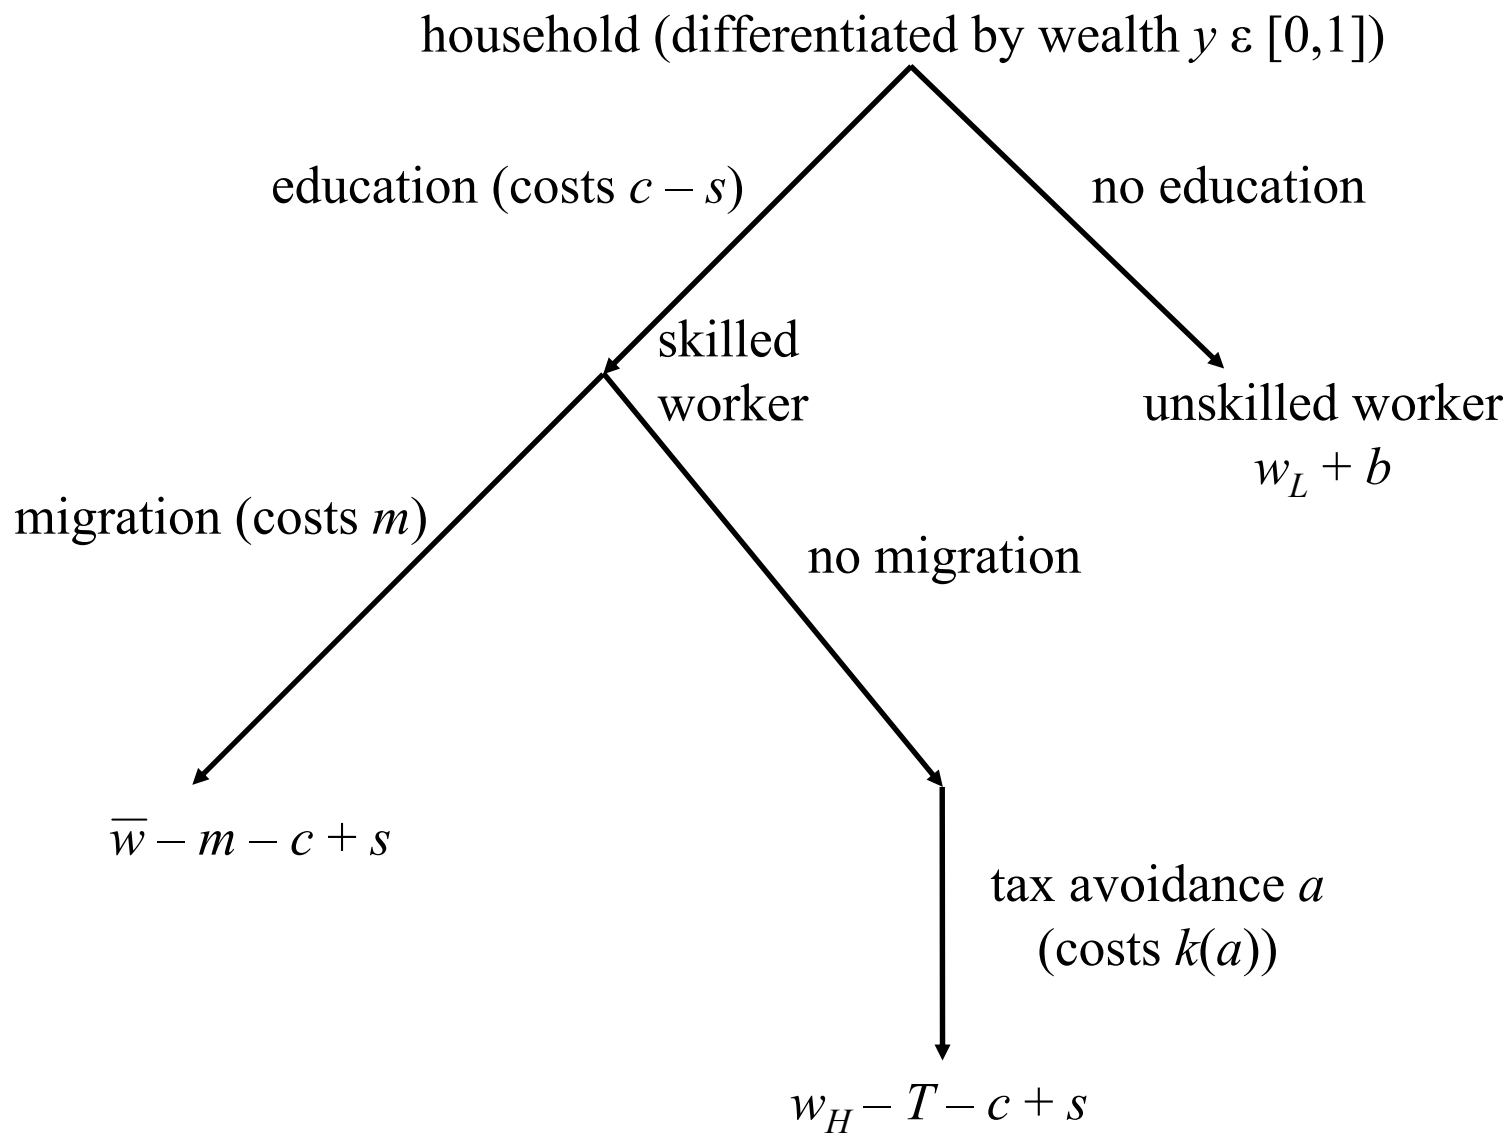 household (differentiated by wealth y ε [0,1])
education (costs c – s)
no education
skilled
worker
unskilled worker
w_L + b
migration (costs m)
no migration
w̅ – m – c + s
tax avoidance a
(costs k(a))
w_H – T – c + s